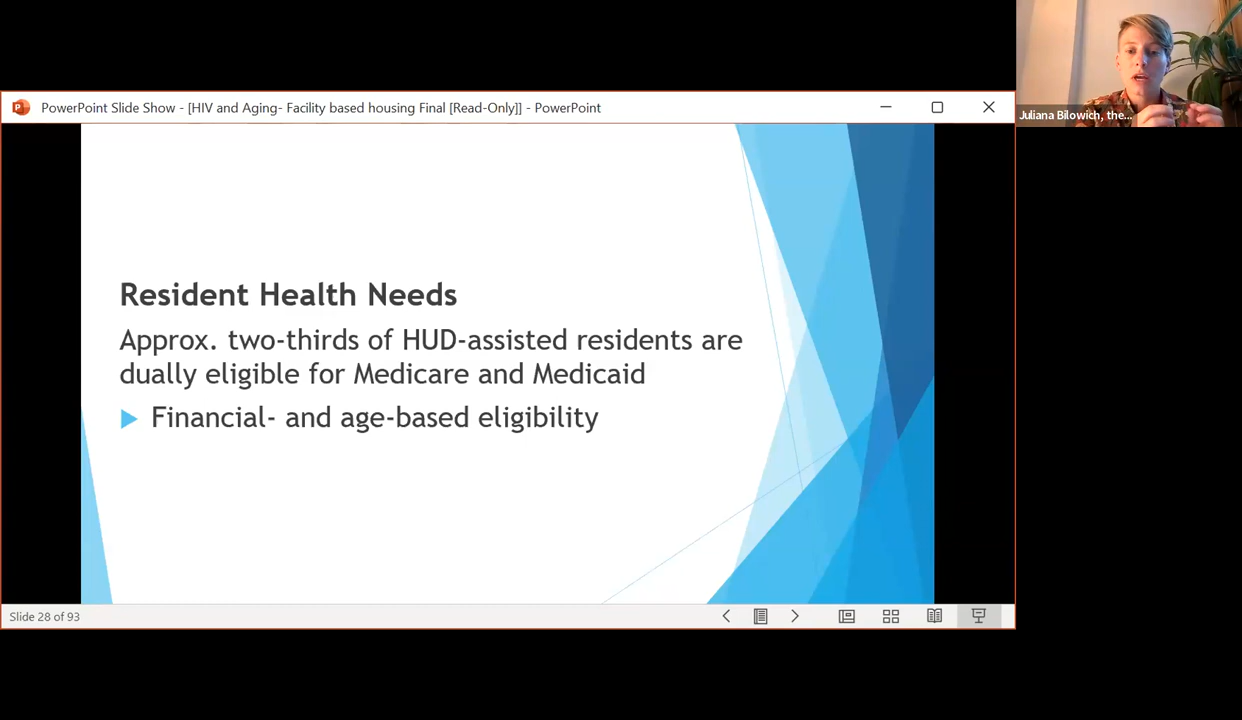 PowerPoint Slide Show - [HIV and Aging- Facility based housing Final [Read-Only]] - PowerPoint
Juliana Bilowich, the...
Resident Health Needs
Approx. two-thirds of HUD-assisted residents are
dually eligible for Medicare and Medicaid
Financial- and age-based eligibility
Slide 28 of 93